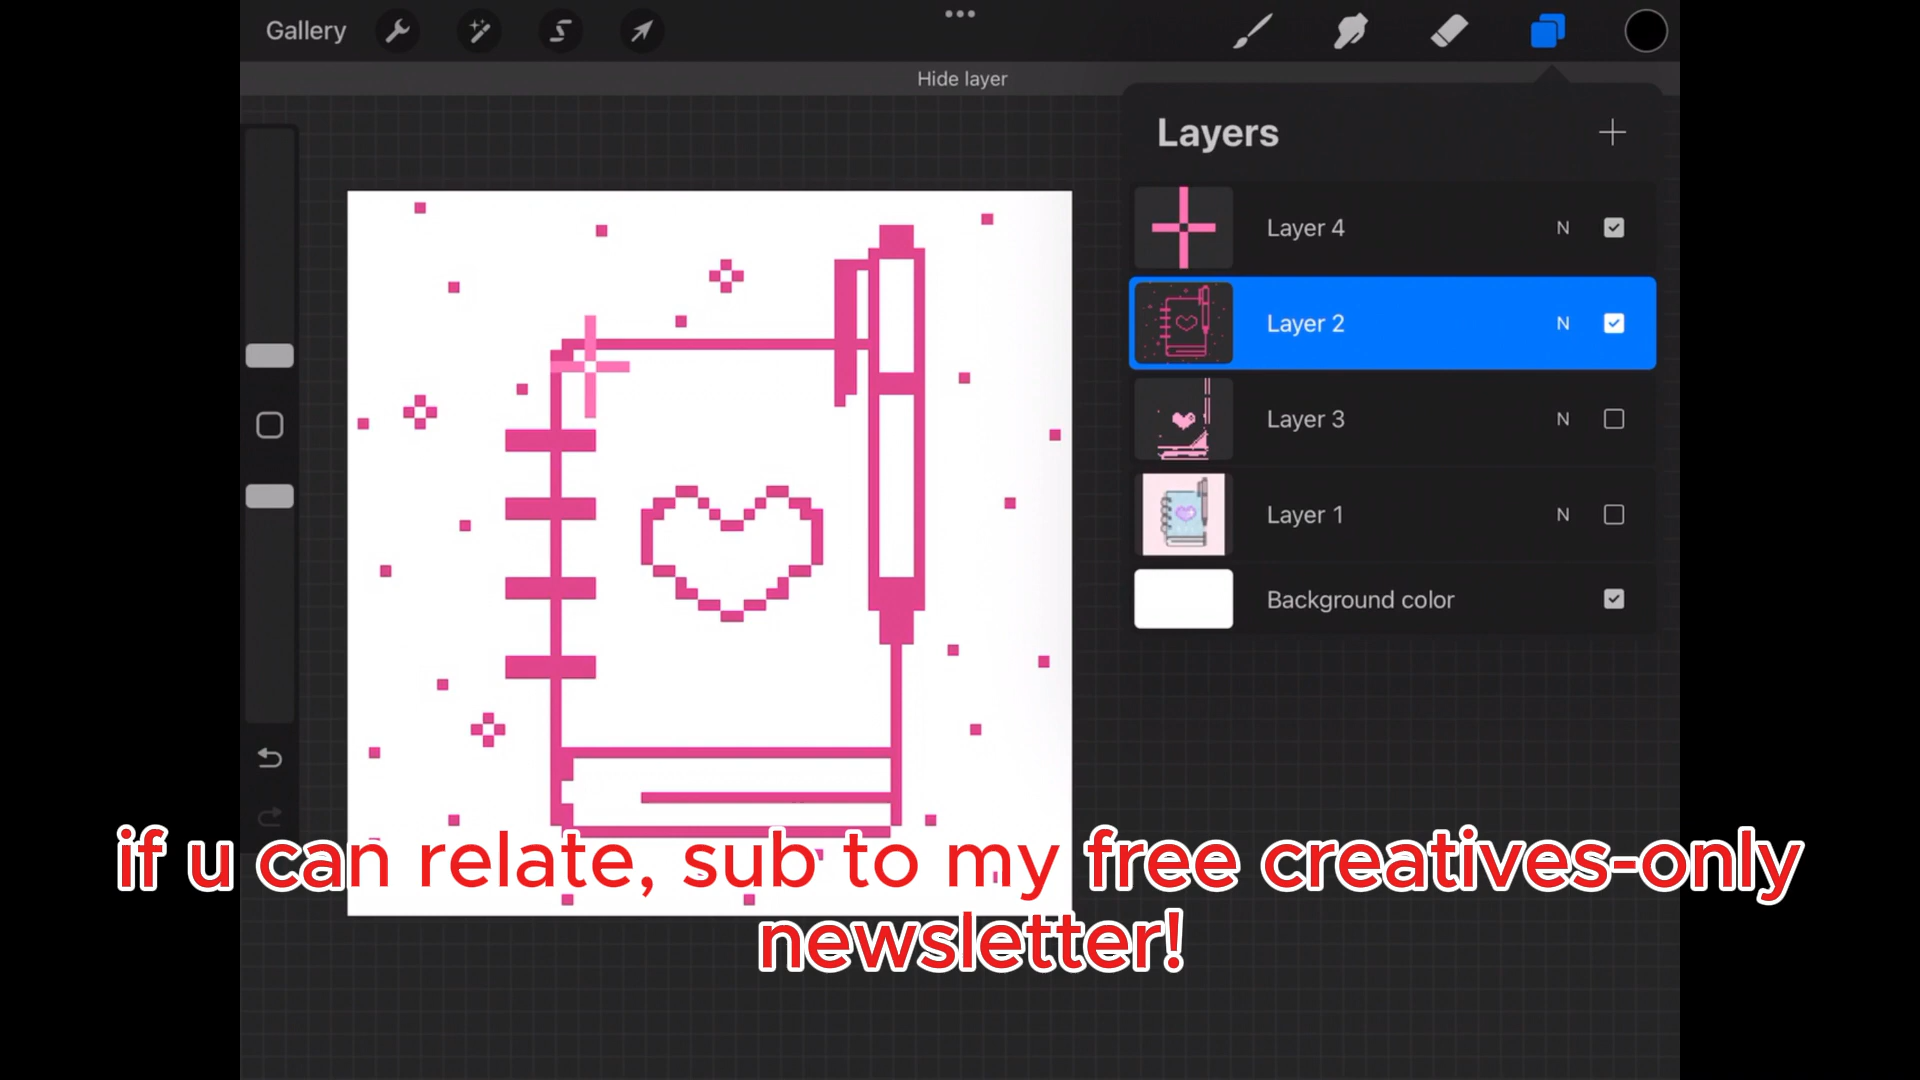 Gallery
Hide layer
Layers
Layer 4 N
Layer 2 N
Layer 3 N
Layer 1 N
Background color
if u can relate, sub to my free creatives-only
newsletter!